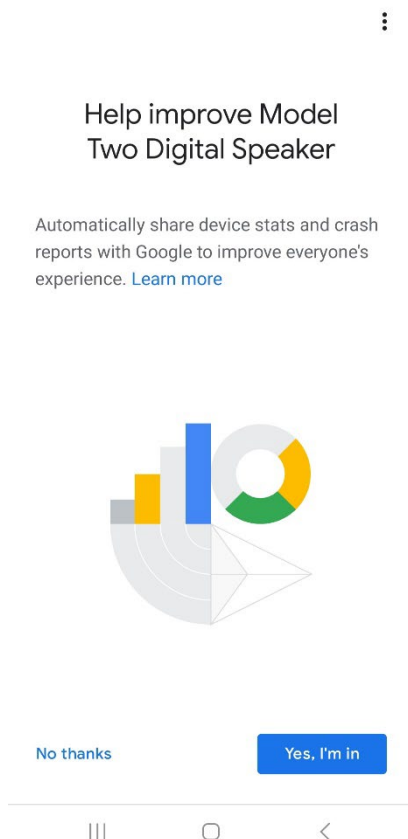 Help improve Model
Two Digital Speaker
Automatically share device stats and crash
reports with Google to improve everyone's
experience. Learn more
No thanks
Yes, I'm in